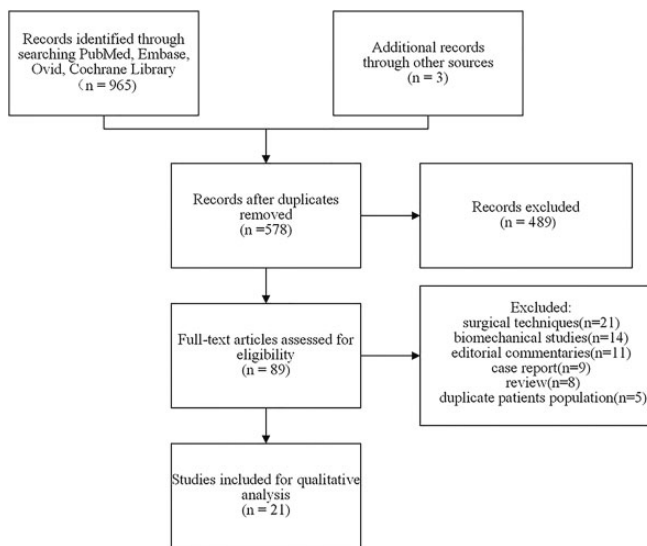 Records identified through
searching PubMed, Embase,
Ovid, Cochrane Library
（n = 965)
Additional records
through other sources
(n = 3)
Records after duplicates
removed
(n =578)
Records excluded
(n = 489)
Full-text articles assessed for
eligibility
(n = 89)
Excluded:
surgical techniques(n=21)
biomechanical studies(n=14)
editorial commentaries(n=11)
case report(n=9)
review(n=8)
duplicate patients population(n=5)
Studies included for qualitative
analysis
(n = 21)